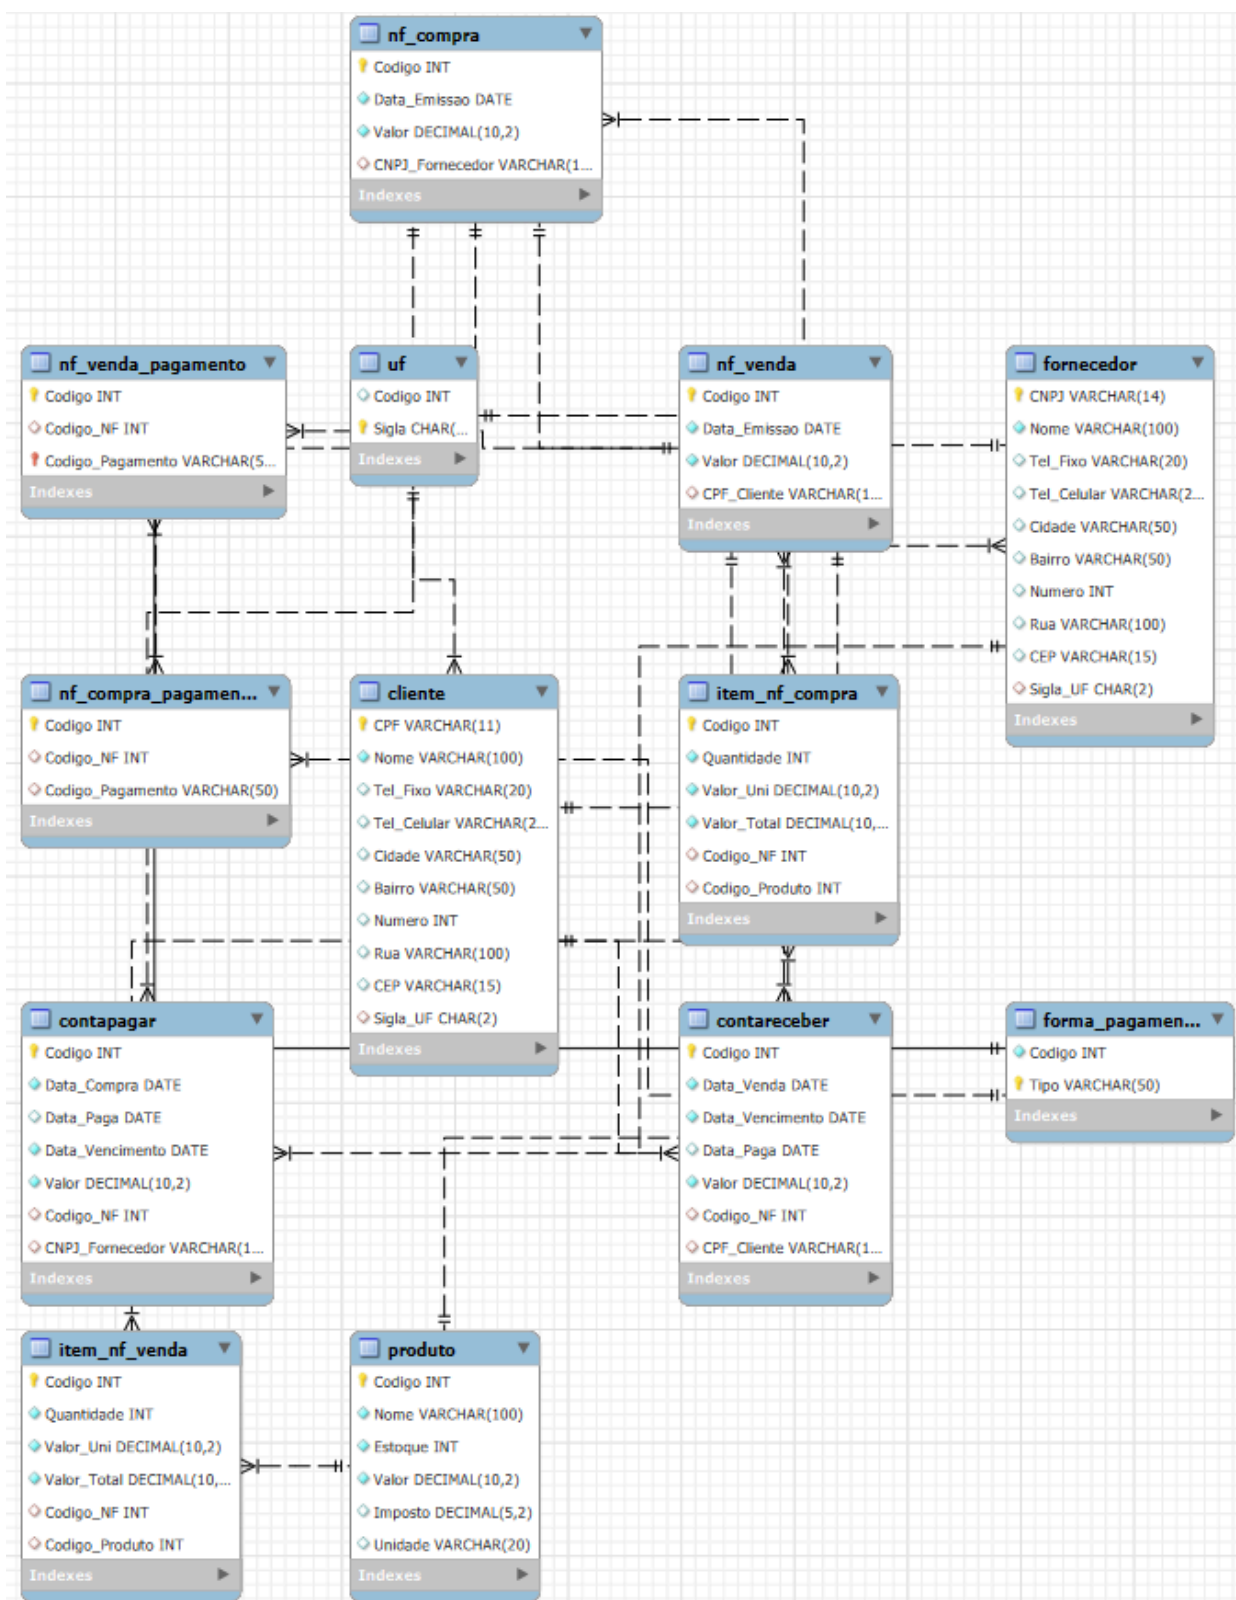 nf_compra
Codigo INT
Data_Emissao DATE
Valor DECIMAL(10,2)
CNPJ_Fornecedor VARCHAR(1...
Indexes
nf_venda_pagamento
Codigo INT
Codigo_NF INT
Codigo_Pagamento VARCHAR(5...
Indexes
uf
Codigo INT
Sigla CHAR(...
Indexes
nf_venda
Codigo INT
Data_Emissao DATE
Valor DECIMAL(10,2)
CPF_Cliente VARCHAR(1...
Indexes
fornecedor
CNPJ VARCHAR(14)
Nome VARCHAR(100)
Tel_Fixo VARCHAR(20)
Tel_Celular VARCHAR(2...
Cidade VARCHAR(50)
Bairro VARCHAR(50)
Numero INT
Rua VARCHAR(100)
CEP VARCHAR(15)
Sigla_UF CHAR(2)
Indexes
nf_compra_pagamen...
Codigo INT
Codigo_NF INT
Codigo_Pagamento VARCHAR(50)
Indexes
cliente
CPF VARCHAR(11)
Nome VARCHAR(100)
Tel_Fixo VARCHAR(20)
Tel_Celular VARCHAR(2...
Cidade VARCHAR(50)
Bairro VARCHAR(50)
Numero INT
Rua VARCHAR(100)
CEP VARCHAR(15)
Sigla_UF CHAR(2)
Indexes
item_nf_compra
Codigo INT
Quantidade INT
Valor_Uni DECIMAL(10,2)
Valor_Total DECIMAL(10,...
Codigo_NF INT
Codigo_Produto INT
Indexes
contapagar
Codigo INT
Data_Compra DATE
Data_Paga DATE
Data_Vencimento DATE
Valor DECIMAL(10,2)
Codigo_NF INT
CNPJ_Fornecedor VARCHAR(1...
Indexes
contareceber
Codigo INT
Data_Venda DATE
Data_Vencimento DATE
Data_Paga DATE
Valor DECIMAL(10,2)
Codigo_NF INT
CPF_Cliente VARCHAR(1...
Indexes
forma_pagamen...
Codigo INT
Tipo VARCHAR(50)
Indexes
item_nf_venda
Codigo INT
Quantidade INT
Valor_Uni DECIMAL(10,2)
Valor_Total DECIMAL(10,...
Codigo_NF INT
Codigo_Produto INT
Indexes
produto
Codigo INT
Nome VARCHAR(100)
Estoque INT
Valor DECIMAL(10,2)
Imposto DECIMAL(5,2)
Unidade VARCHAR(20)
Indexes